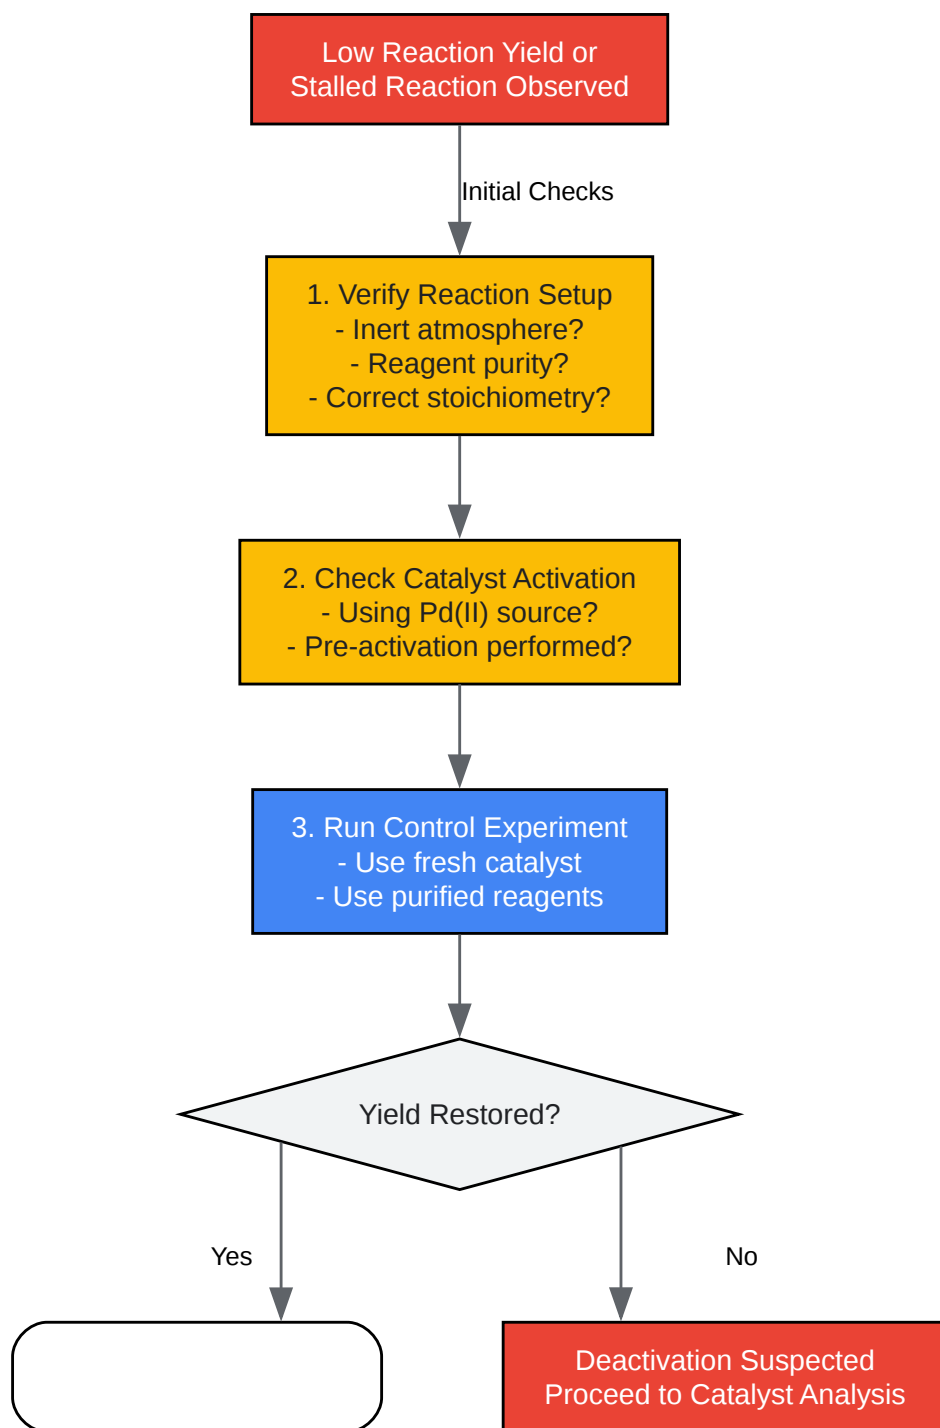 Low Reaction Yield or
Stalled Reaction Observed
Initial Checks
1. Verify Reaction Setup
- Inert atmosphere?
- Reagent purity?
- Correct stoichiometry?
2. Check Catalyst Activation
- Using Pd(II) source?
- Pre-activation performed?
3. Run Control Experiment
- Use fresh catalyst
- Use purified reagents
Yield Restored?
Yes
No
Deactivation Suspected
Proceed to Catalyst Analysis